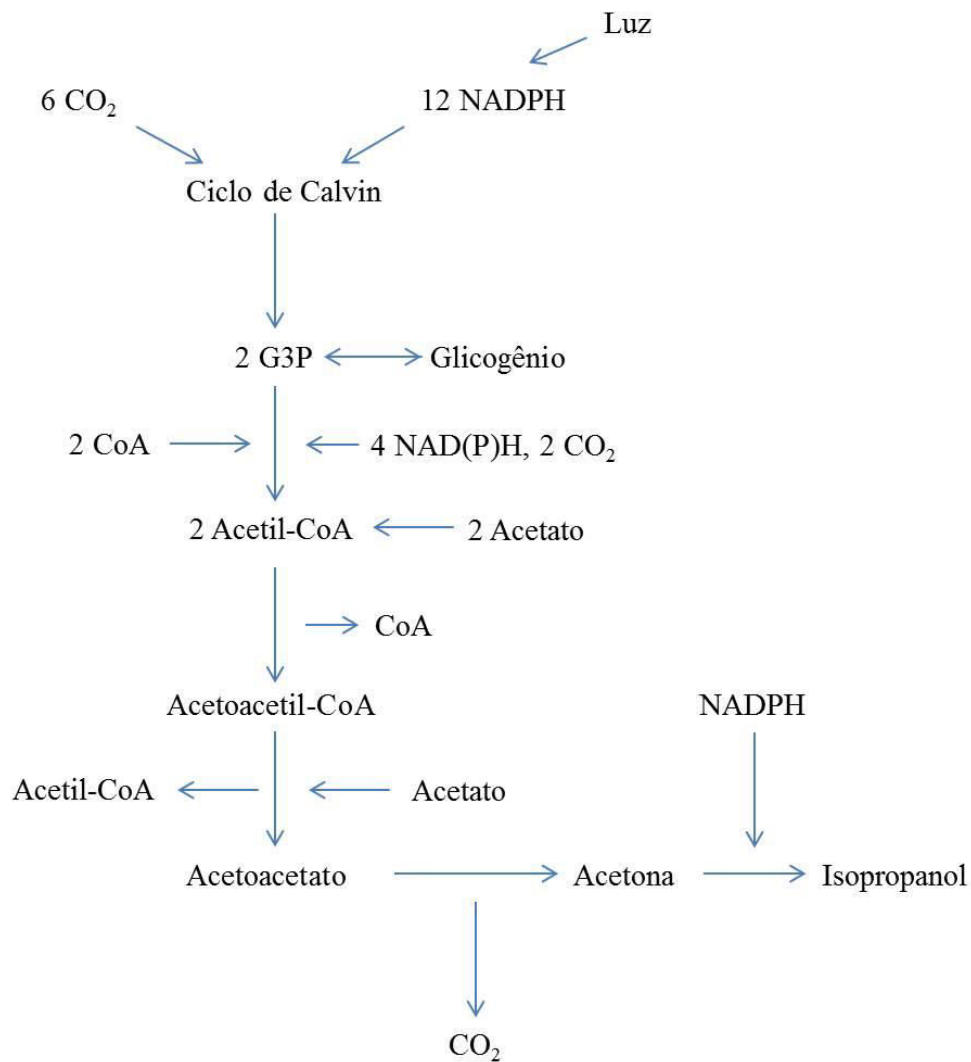 Luz
6 CO₂ 12 NADPH
Ciclo de Calvin
2 G3P Glicogênio
2 CoA 4 NAD(P)H, 2 CO₂
2 Acetil-CoA 2 Acetato
CoA
Acetoacetil-CoA NADPH
Acetil-CoA Acetato
Acetoacetato Acetona Isopropanol
CO₂